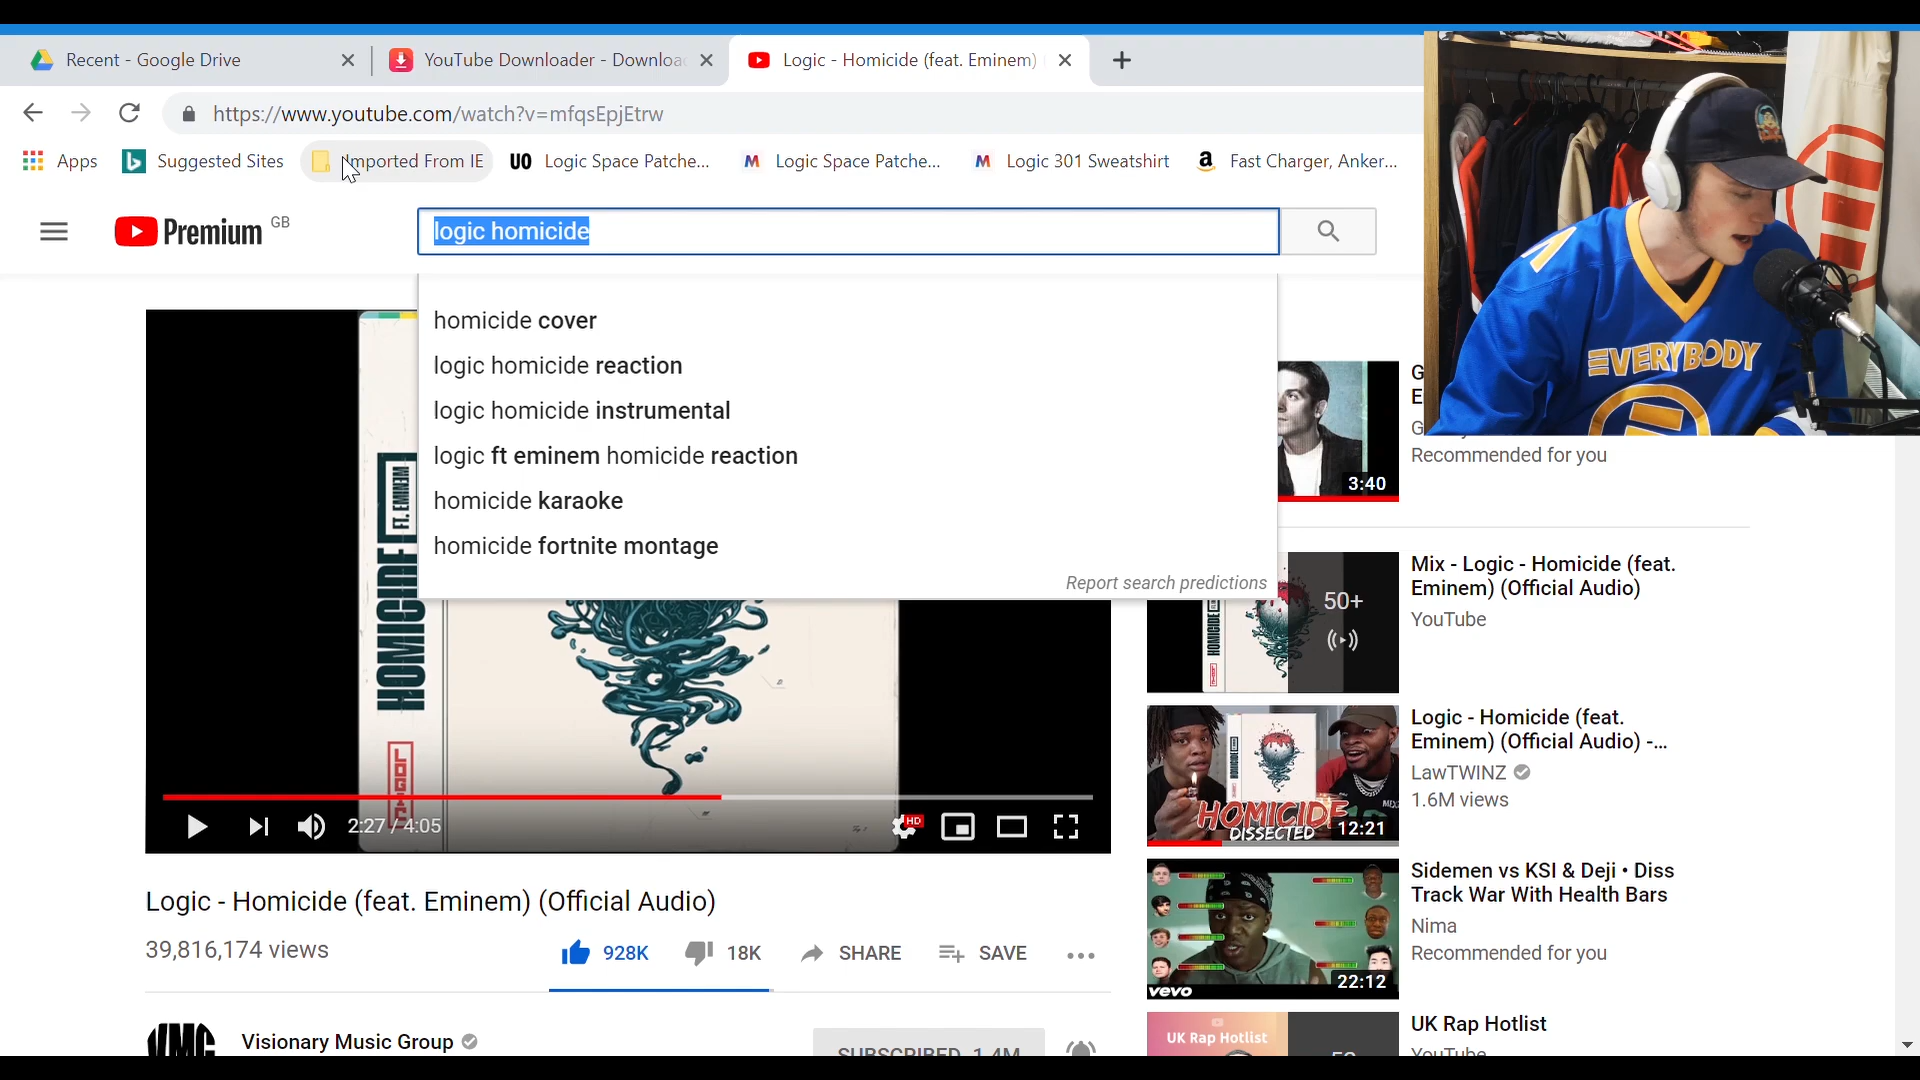 Recent - Google Drive
YouTube Downloader - Downloa
Logic - Homicide (feat. Eminem)
https://www.youtube.com/watch?v=mfqsEpjEtrw
Apps
Suggested Sites
Imported From IE
UO Logic Space Patche...
M Logic Space Patche...
M Logic 301 Sweatshirt
a Fast Charger, Anker...
Premium GB
logic homicide
homicide cover
logic homicide reaction
logic homicide instrumental
logic ft eminem homicide reaction
homicide karaoke
homicide fortnite montage
Report search predictions
EVERYBODY
HOMICIDE FT. EMINEM
LOGIC
2:27 / 4:05
HD
Logic - Homicide (feat. Eminem) (Official Audio)
39,816,174 views
928K
18K
SHARE
SAVE
VMG
Visionary Music Group
SUBSCRIBED 1.4M
3:40
Recommended for you
HOMICIDE
50+
Mix - Logic - Homicide (feat.
Eminem) (Official Audio)
YouTube
HOMICIDE
DISSECTED
12:21
Logic - Homicide (feat.
Eminem) (Official Audio) -...
LawTWINZ
1.6M views
vevo
22:12
Sidemen vs KSI & Deji • Diss
Track War With Health Bars
Nima
Recommended for you
UK Rap Hotlist
UK Rap Hotlist
YouTube